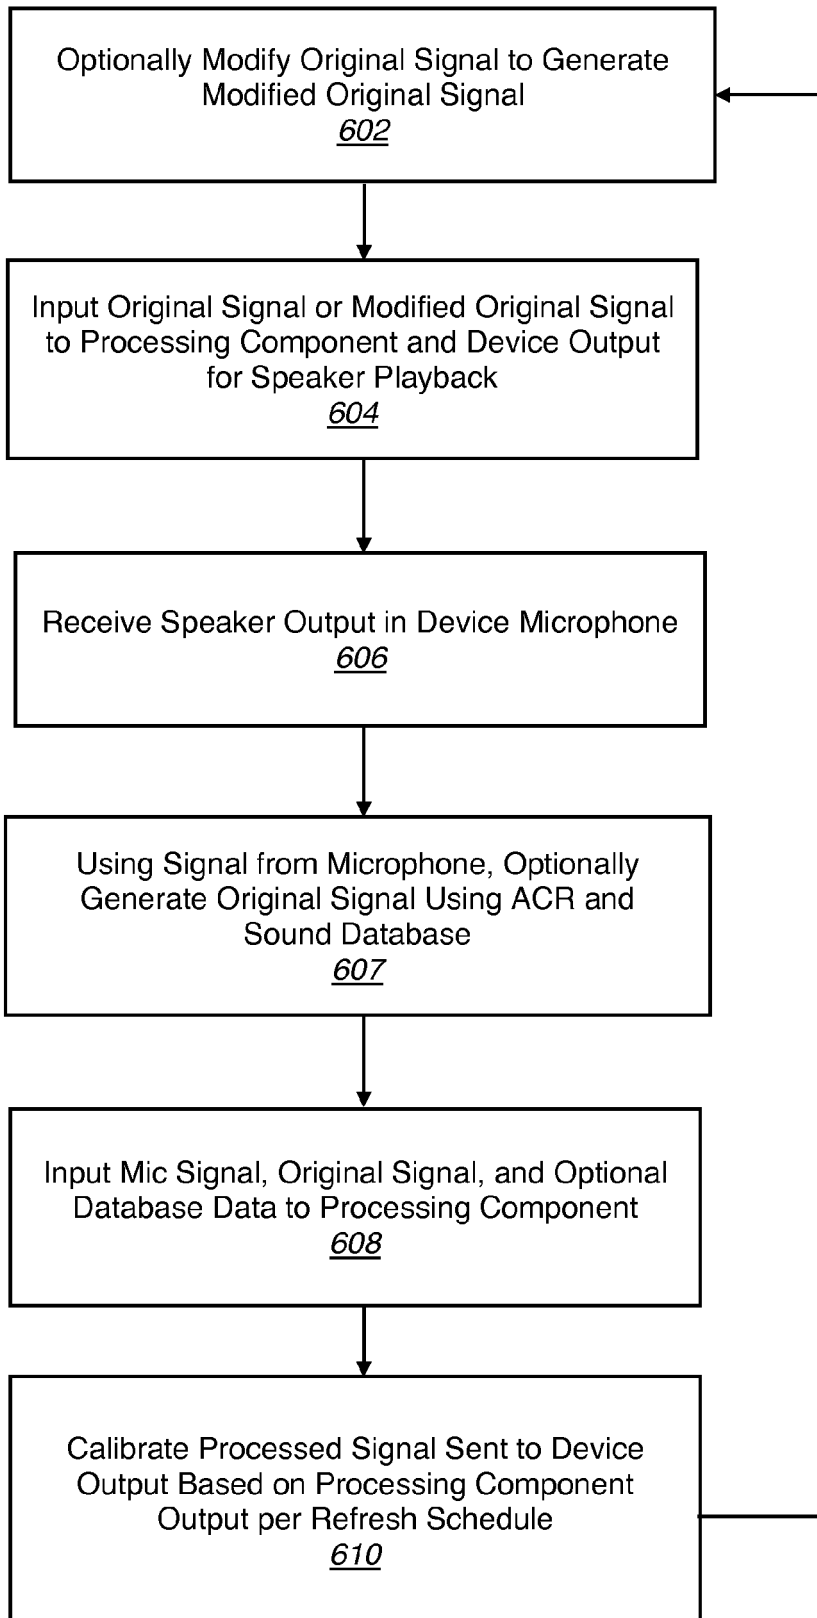 Optionally Modify Original Signal to Generate
Modified Original Signal
602
Input Original Signal or Modified Original Signal
to Processing Component and Device Output
for Speaker Playback
604
Receive Speaker Output in Device Microphone
606
Using Signal from Microphone, Optionally
Generate Original Signal Using ACR and
Sound Database
607
Input Mic Signal, Original Signal, and Optional
Database Data to Processing Component
608
Calibrate Processed Signal Sent to Device
Output Based on Processing Component
Output per Refresh Schedule
610